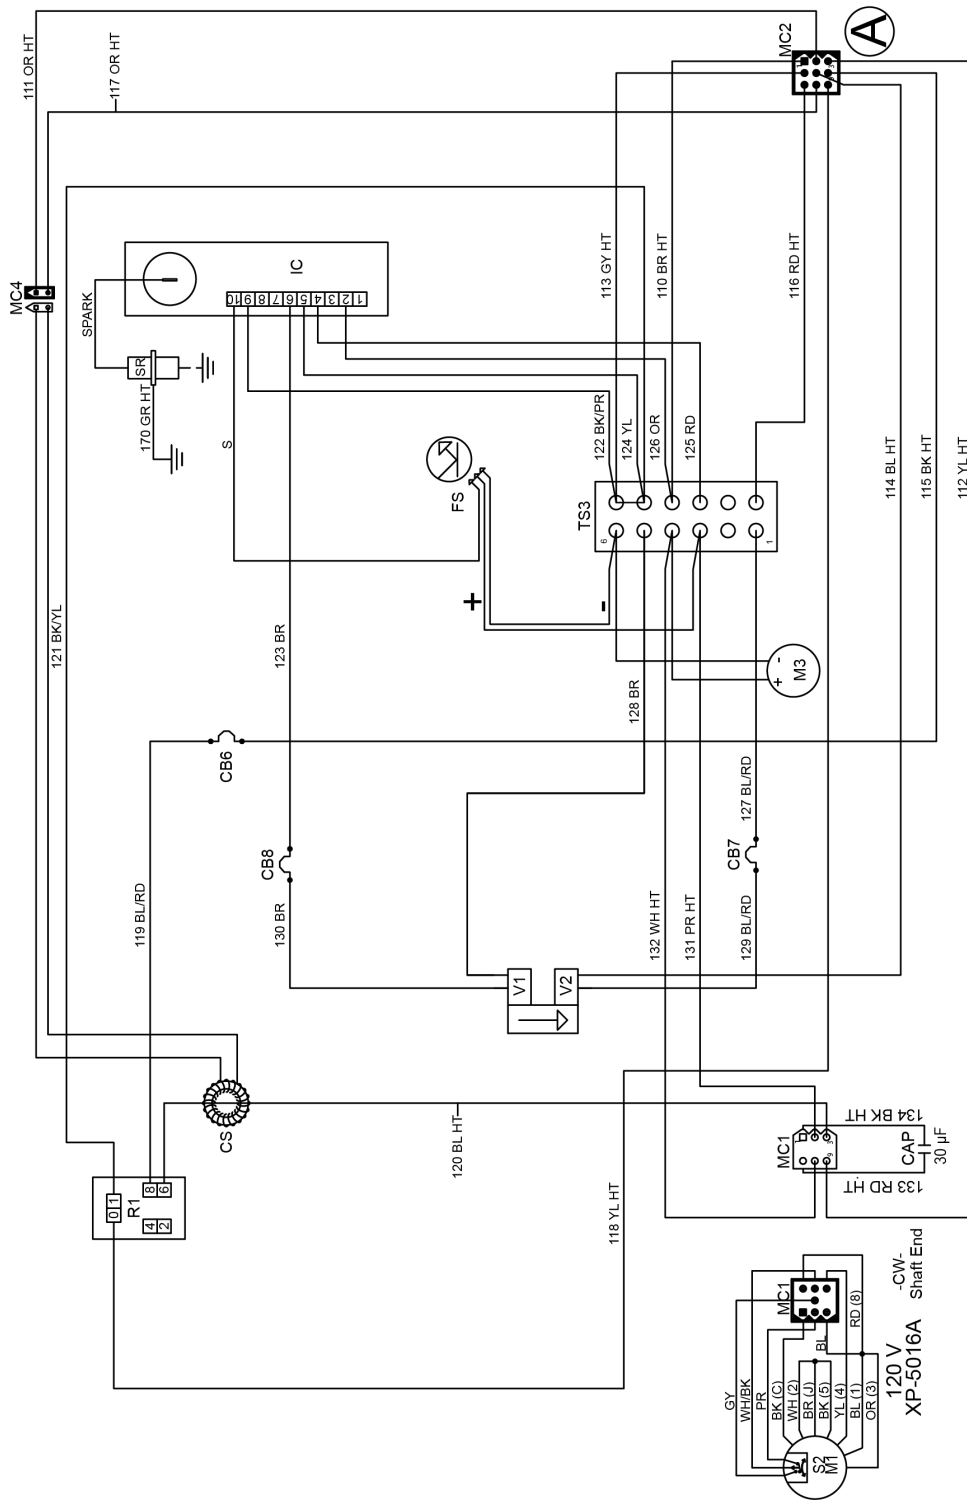 111 OR HT
117 OR HT
MC2
A
MC4
SPARK
SR
170 GR HT
IC
10 9 8 7 6 5 4 3 2 1
113 GY HT
110 BR HT
116 RD HT
S
FS
122 BK/PR
124 YL
126 OR
125 RD
TS3
6
1
114 BL HT
115 BK HT
112 YL HT
+
-
121 BK/YL
123 BR
128 BR
+ -
M3
CB6
CB8
CB7
127 BL/RD
119 BL/RD
130 BR
132 WH HT
131 PR HT
129 BL/RD
V1
V2
CS
120 BL HT
R1
0 1
8
6
4
2
118 YL HT
MC1
1
3
9
134 BK HT
CAP
30 µF
133 RD HT
MC1
GY
WH/BK
PR
BK (C)
WH (2)
BR (J)
BK (5)
YL (4)
BL (1)
OR (3)
BL
RD (8)
S2
M1
120 V
XP-5016A
-CW-
Shaft End